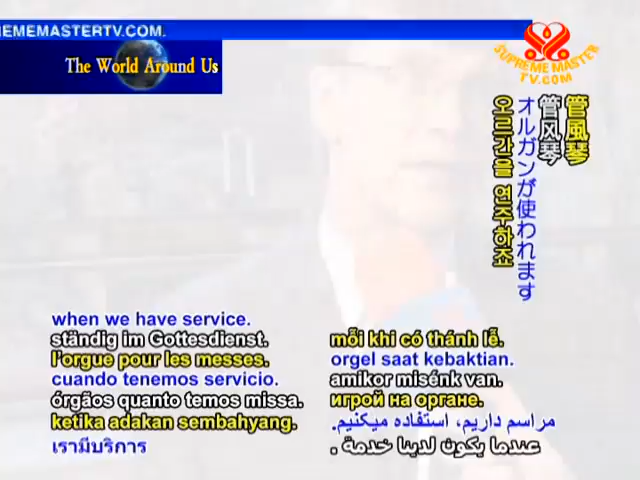 EMEMASTERTV.COM.
The World Around Us
SUPREME MASTER
TV.COM
管風琴
管风琴
オルガンが使われます
오르간을 연주하죠
when we have service.
ständig im Gottesdienst.
l'orgue pour les messes.
cuando tenemos servicio.
órgãos quanto temos missa.
ketika adakan sembahyang.
เรามีบริการ
mỗi khi có thánh lễ.
orgel saat kebaktian.
amikor misénk van.
игрой на органе.
مراسم داریم، استفاده میکنیم.
عندما يكون لدينا خدمة .